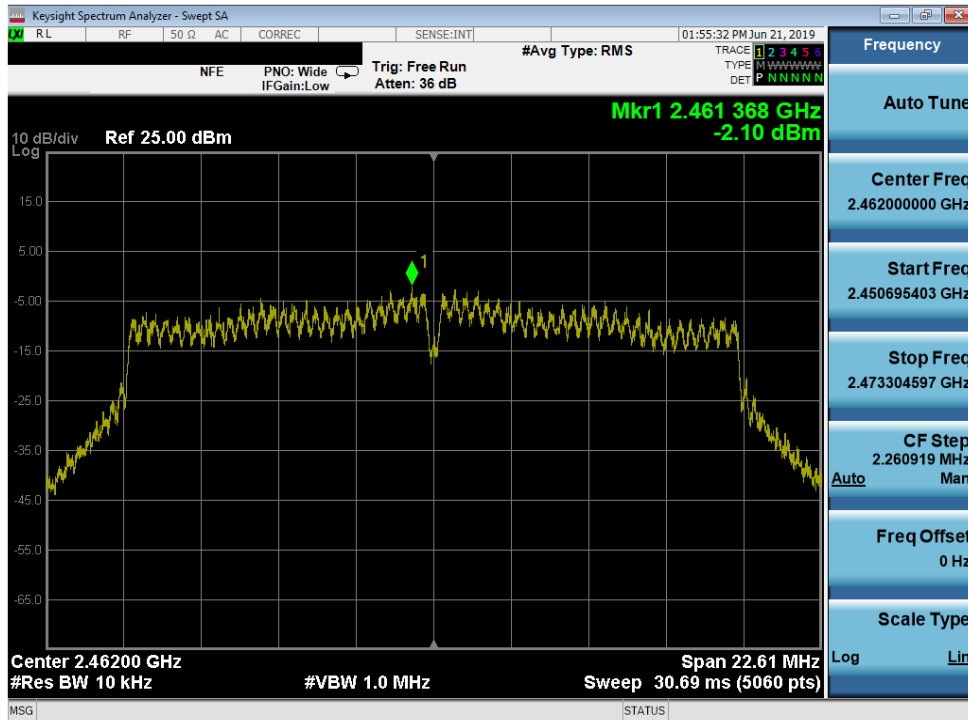 LXI Keysight Spectrum Analyzer - Swept SA
RL RF 50 Ω AC CORREC SENSE:INT 01:55:32 PM Jun 21, 2019
#Avg Type: RMS
TRACE 1 2 3 4 5 6
TYPE M W W W W W
DET P N N N N N
NFE
PNO: Wide
IFGain:Low
Trig: Free Run
Atten: 36 dB
Mkr1 2.461 368 GHz
-2.10 dBm
10 dB/div Ref 25.00 dBm
Log
1
15.0
5.00
-5.00
-15.0
-25.0
-35.0
-45.0
-55.0
-65.0
Center 2.46200 GHz Span 22.61 MHz
#Res BW 10 kHz #VBW 1.0 MHz Sweep 30.69 ms (5060 pts)
MSG STATUS
Frequency
Auto Tune
Center Freq
2.462000000 GHz
Start Freq
2.450695403 GHz
Stop Freq
2.473304597 GHz
CF Step
2.260919 MHz
Auto Man
Freq Offset
0 Hz
Scale Type
Log Lin